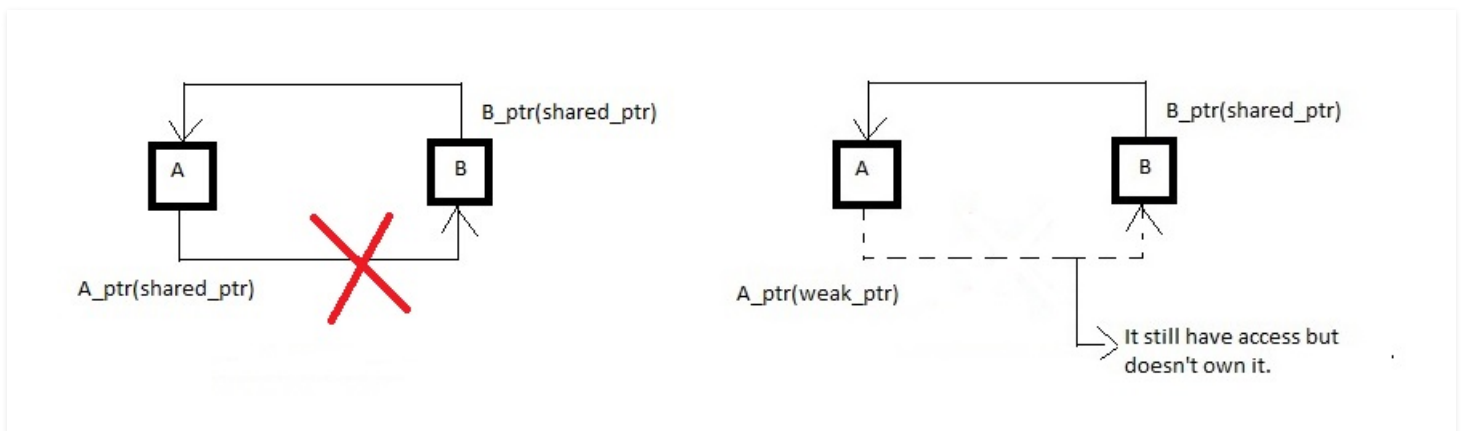 B_ptr(shared_ptr)
A
B
A_ptr(shared_ptr)
B_ptr(shared_ptr)
A
B
A_ptr(weak_ptr)
It still have access but
doesn't own it.